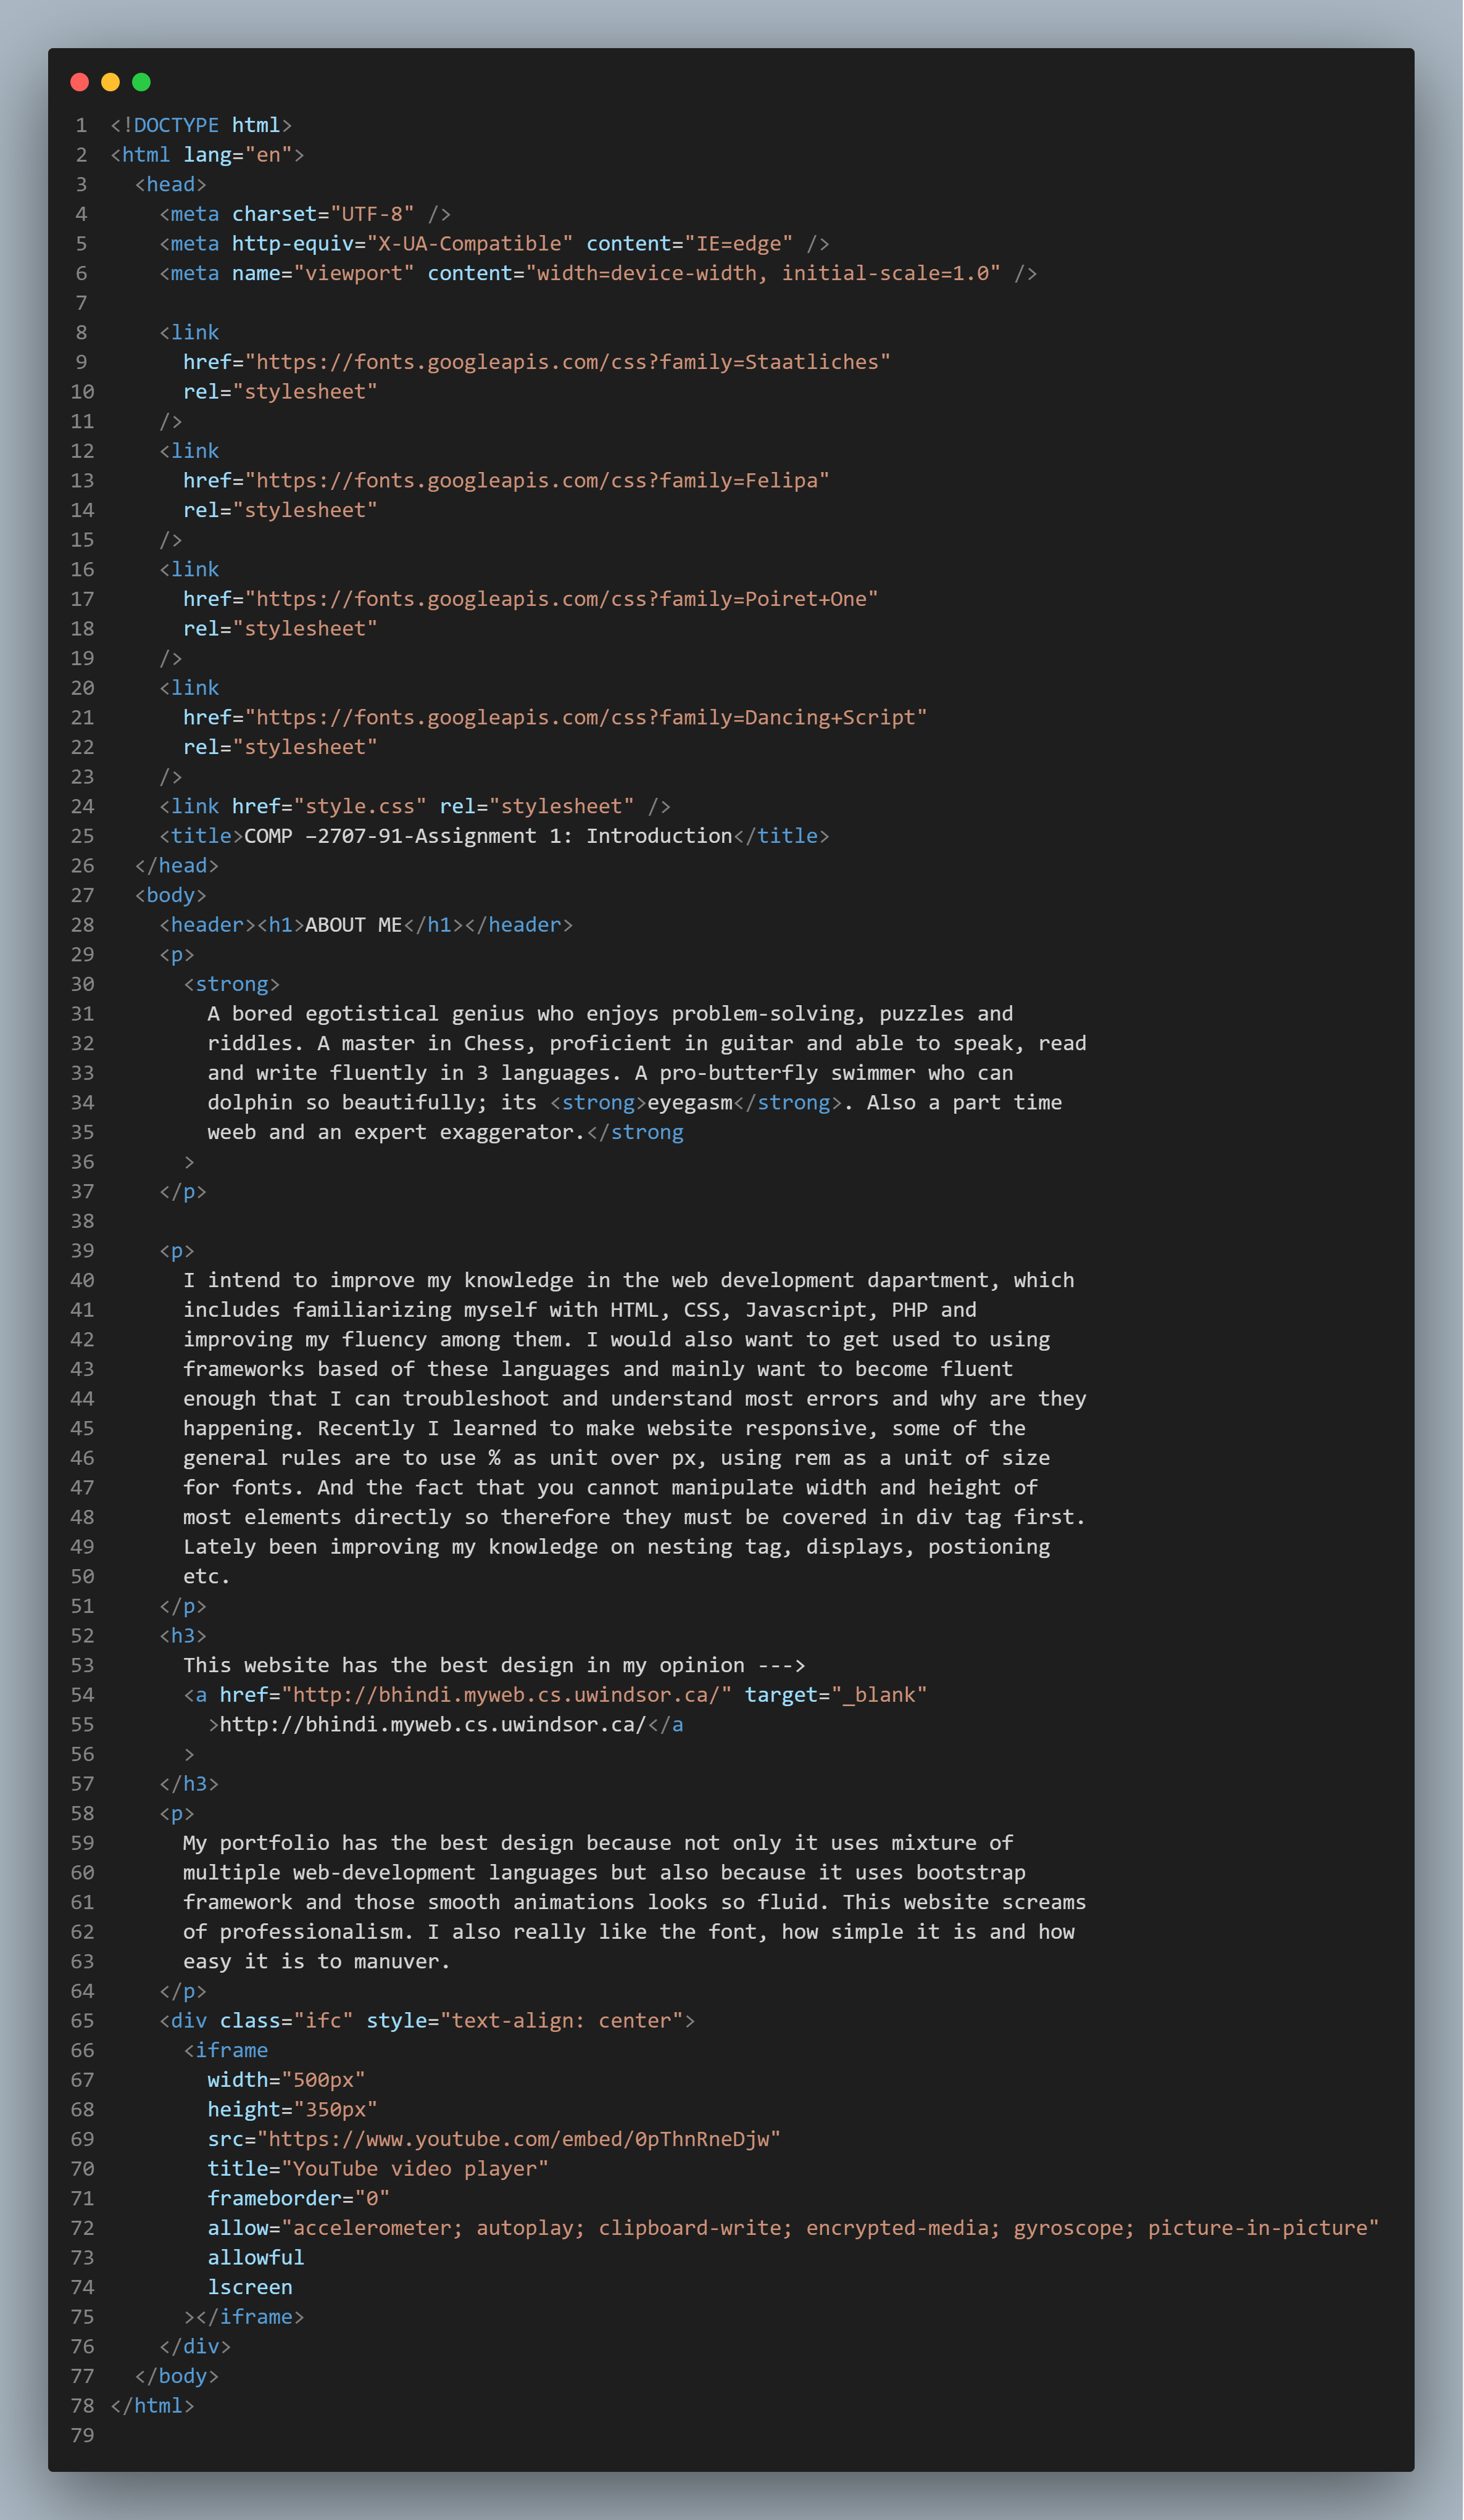 1 <!DOCTYPE html>
2 <html lang="en">
3 <head>
4 <meta charset="UTF-8" />
5 <meta http-equiv="X-UA-Compatible" content="IE=edge" />
6 <meta name="viewport" content="width=device-width, initial-scale=1.0" />
7
8 <link
9 href="https://fonts.googleapis.com/css?family=Staatliches"
10 rel="stylesheet"
11 />
12 <link
13 href="https://fonts.googleapis.com/css?family=Felipa"
14 rel="stylesheet"
15 />
16 <link
17 href="https://fonts.googleapis.com/css?family=Poiret+One"
18 rel="stylesheet"
19 />
20 <link
21 href="https://fonts.googleapis.com/css?family=Dancing+Script"
22 rel="stylesheet"
23 />
24 <link href="style.css" rel="stylesheet" />
25 <title>COMP –2707-91-Assignment 1: Introduction</title>
26 </head>
27 <body>
28 <header><h1>ABOUT ME</h1></header>
29 <p>
30 <strong>
31 A bored egotistical genius who enjoys problem-solving, puzzles and
32 riddles. A master in Chess, proficient in guitar and able to speak, read
33 and write fluently in 3 languages. A pro-butterfly swimmer who can
34 dolphin so beautifully; its <strong>eyegasm</strong>. Also a part time
35 weeb and an expert exaggerator.</strong
36 >
37 </p>
38
39 <p>
40 I intend to improve my knowledge in the web development dapartment, which
41 includes familiarizing myself with HTML, CSS, Javascript, PHP and
42 improving my fluency among them. I would also want to get used to using
43 frameworks based of these languages and mainly want to become fluent
44 enough that I can troubleshoot and understand most errors and why are they
45 happening. Recently I learned to make website responsive, some of the
46 general rules are to use % as unit over px, using rem as a unit of size
47 for fonts. And the fact that you cannot manipulate width and height of
48 most elements directly so therefore they must be covered in div tag first.
49 Lately been improving my knowledge on nesting tag, displays, postioning
50 etc.
51 </p>
52 <h3>
53 This website has the best design in my opinion --->
54 <a href="http://bhindi.myweb.cs.uwindsor.ca/" target="_blank"
55 >http://bhindi.myweb.cs.uwindsor.ca/</a
56 >
57 </h3>
58 <p>
59 My portfolio has the best design because not only it uses mixture of
60 multiple web-development languages but also because it uses bootstrap
61 framework and those smooth animations looks so fluid. This website screams
62 of professionalism. I also really like the font, how simple it is and how
63 easy it is to manuver.
64 </p>
65 <div class="ifc" style="text-align: center">
66 <iframe
67 width="500px"
68 height="350px"
69 src="https://www.youtube.com/embed/0pThnRneDjw"
70 title="YouTube video player"
71 frameborder="0"
72 allow="accelerometer; autoplay; clipboard-write; encrypted-media; gyroscope; picture-in-picture"
73 allowful
74 lscreen
75 ></iframe>
76 </div>
77 </body>
78 </html>
79